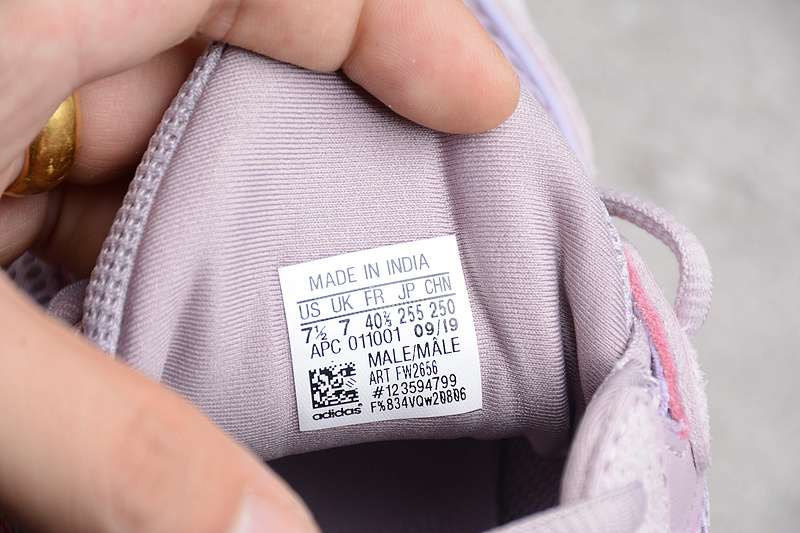 MADE IN INDIA
US UK FR JP CHN
7½ 7 40⅔ 255 250
APC 011001 09/19
MALE/MÂLE
ART FW2656
#123594799
F%834VQw20806
adidas